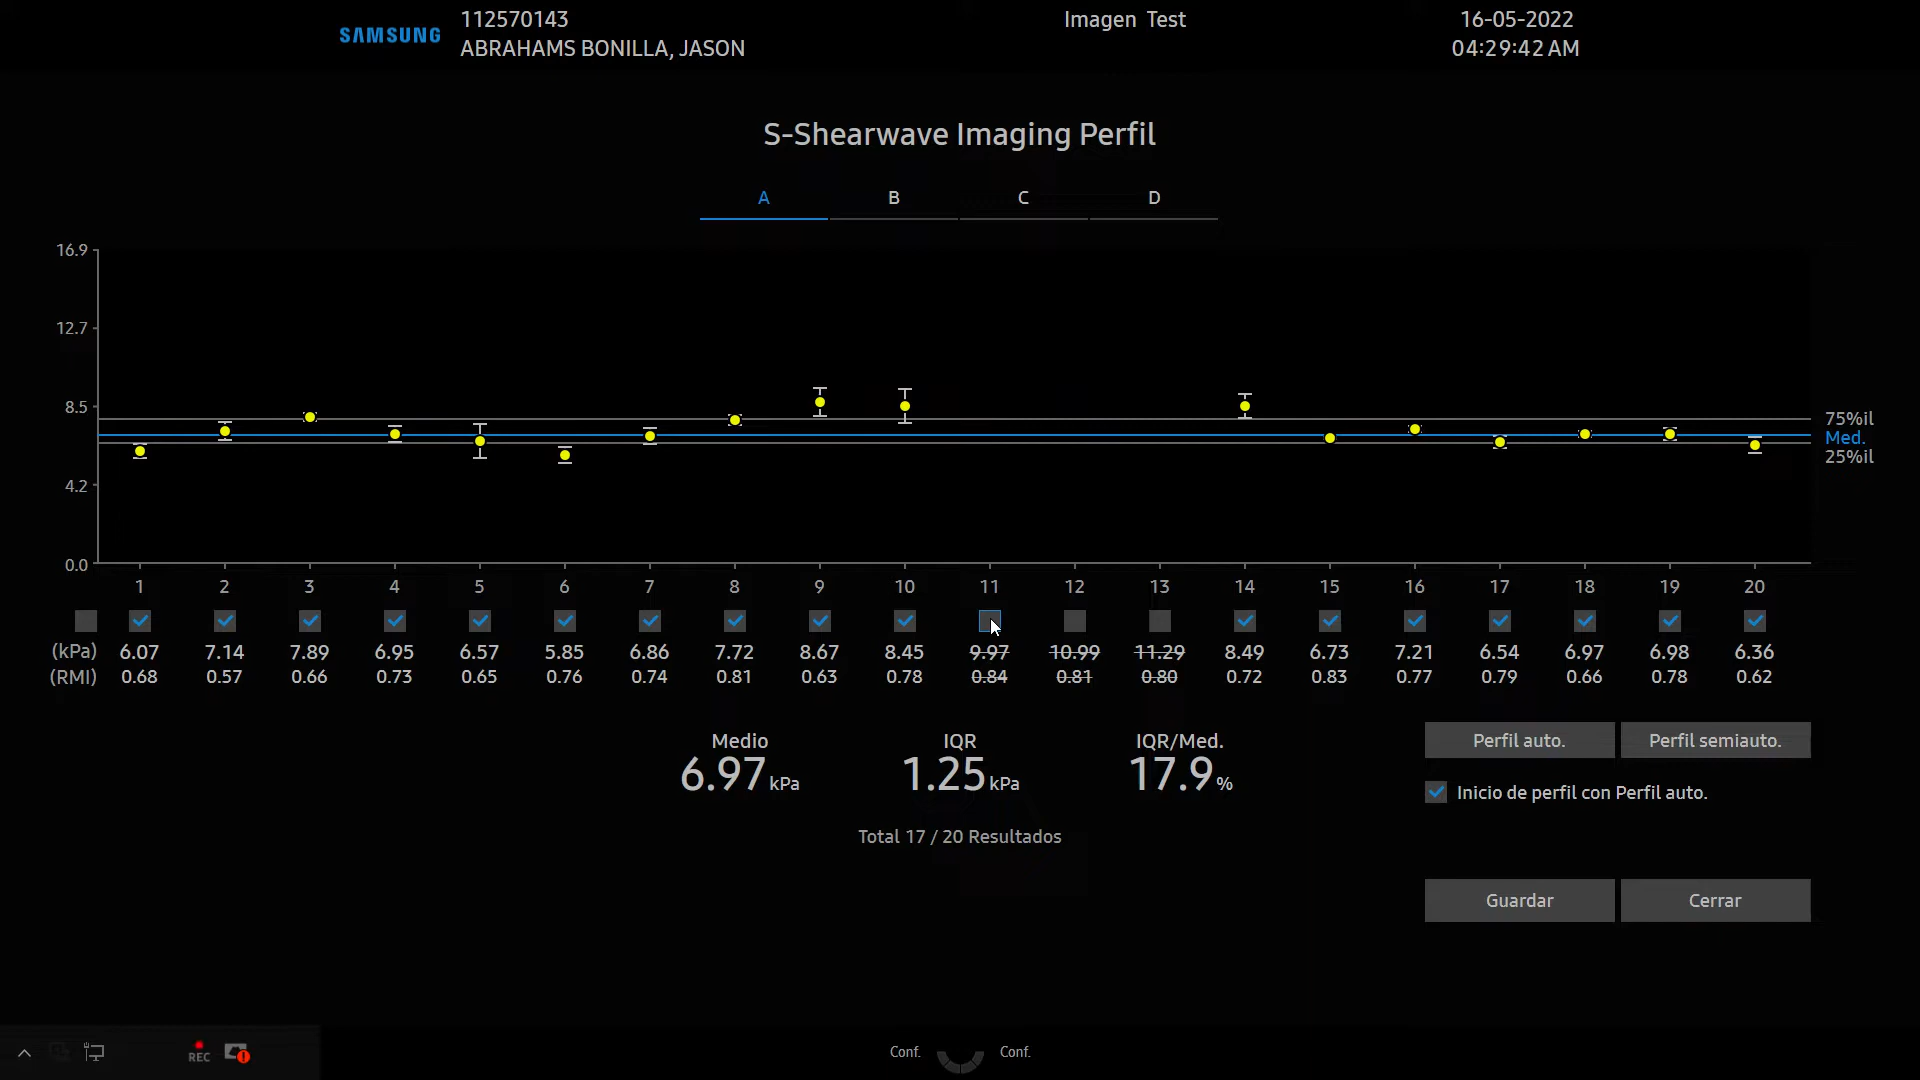 SAMSUNG
112570143
ABRAHAMS BONILLA, JASON
Imagen Test
16-05-2022
04:29:42 AM
S-Shearwave Imaging Perfil
A B C D
16.9
12.7
8.5
4.2
0.0
75%il
Med.
25%il
1 2 3 4 5 6 7 8 9 10 11 12 13 14 15 16 17 18 19 20
(kPa) 6.07 7.14 7.89 6.95 6.57 5.85 6.86 7.72 8.67 8.45 9.97 10.99 11.29 8.49 6.73 7.21 6.54 6.97 6.98 6.36
(RMI) 0.68 0.57 0.66 0.73 0.65 0.76 0.74 0.81 0.63 0.78 0.84 0.81 0.80 0.72 0.83 0.77 0.79 0.66 0.78 0.62
Medio
6.97 kPa
IQR
1.25 kPa
IQR/Med.
17.9 %
Total 17 / 20 Resultados
Perfil auto.
Perfil semiauto.
Inicio de perfil con Perfil auto.
Guardar
Cerrar
REC
Conf.
Conf.